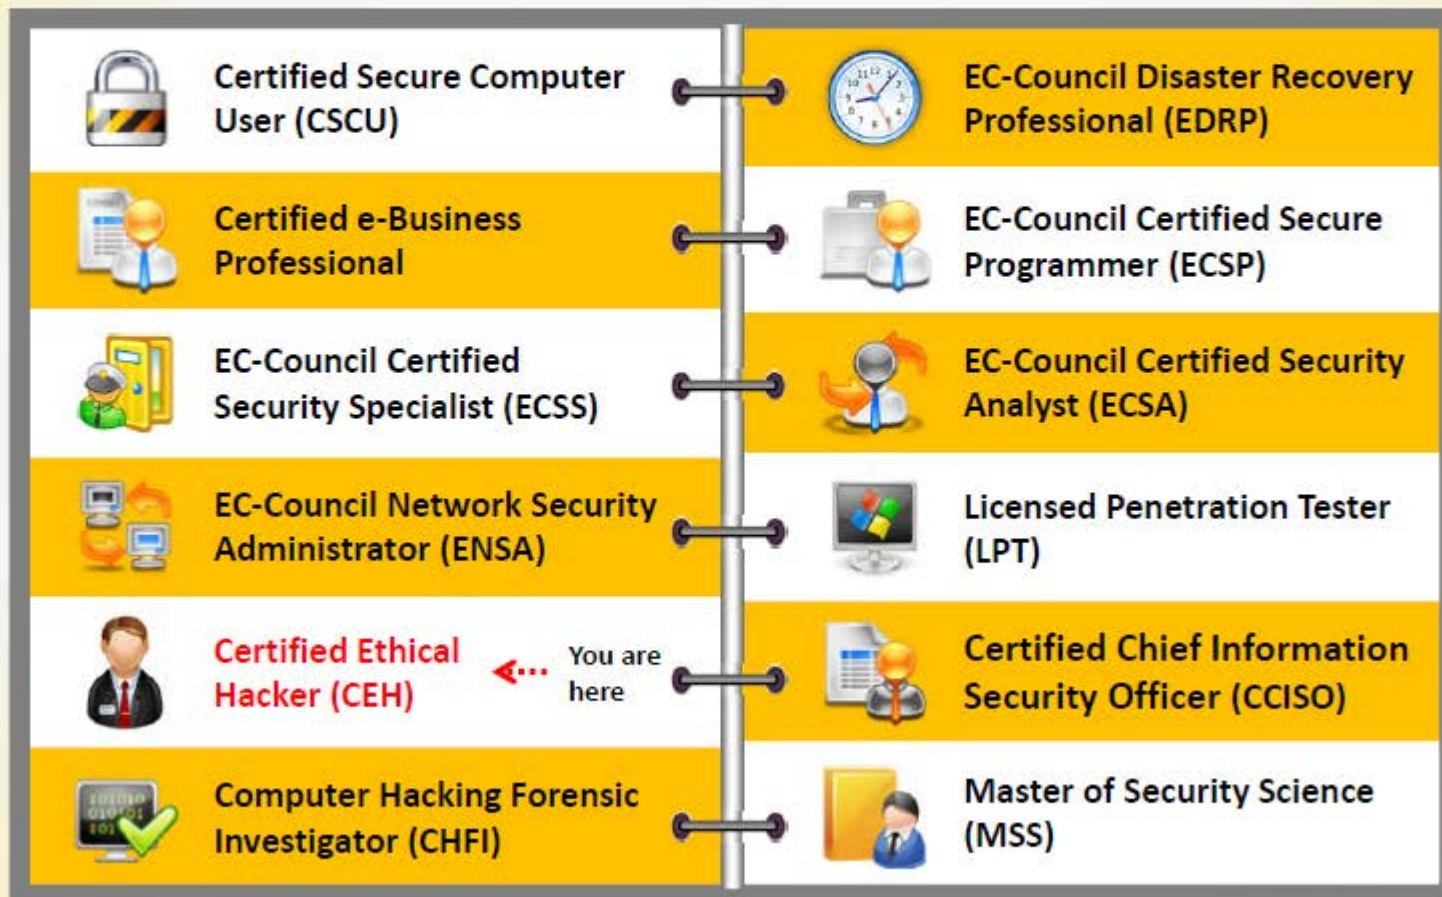 Certified Secure Computer
User (CSCU)
Certified e-Business
Professional
EC-Council Certified
Security Specialist (ECSS)
EC-Council Network Security
Administrator (ENSA)
Certified Ethical
Hacker (CEH)
You are
here
Computer Hacking Forensic
Investigator (CHFI)
EC-Council Disaster Recovery
Professional (EDRP)
EC-Council Certified Secure
Programmer (ECSP)
EC-Council Certified Security
Analyst (ECSA)
Licensed Penetration Tester
(LPT)
Certified Chief Information
Security Officer (CCISO)
Master of Security Science
(MSS)